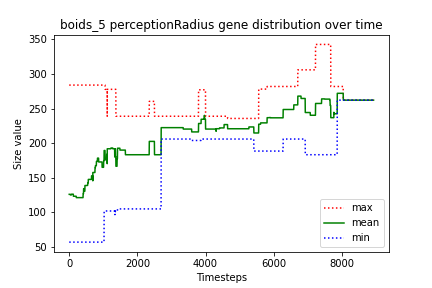 boids_5 perceptionRadius gene distribution over time
Size value
350
300
250
200
150
100
50
0
2000
4000
6000
8000
Timesteps
max
mean
min